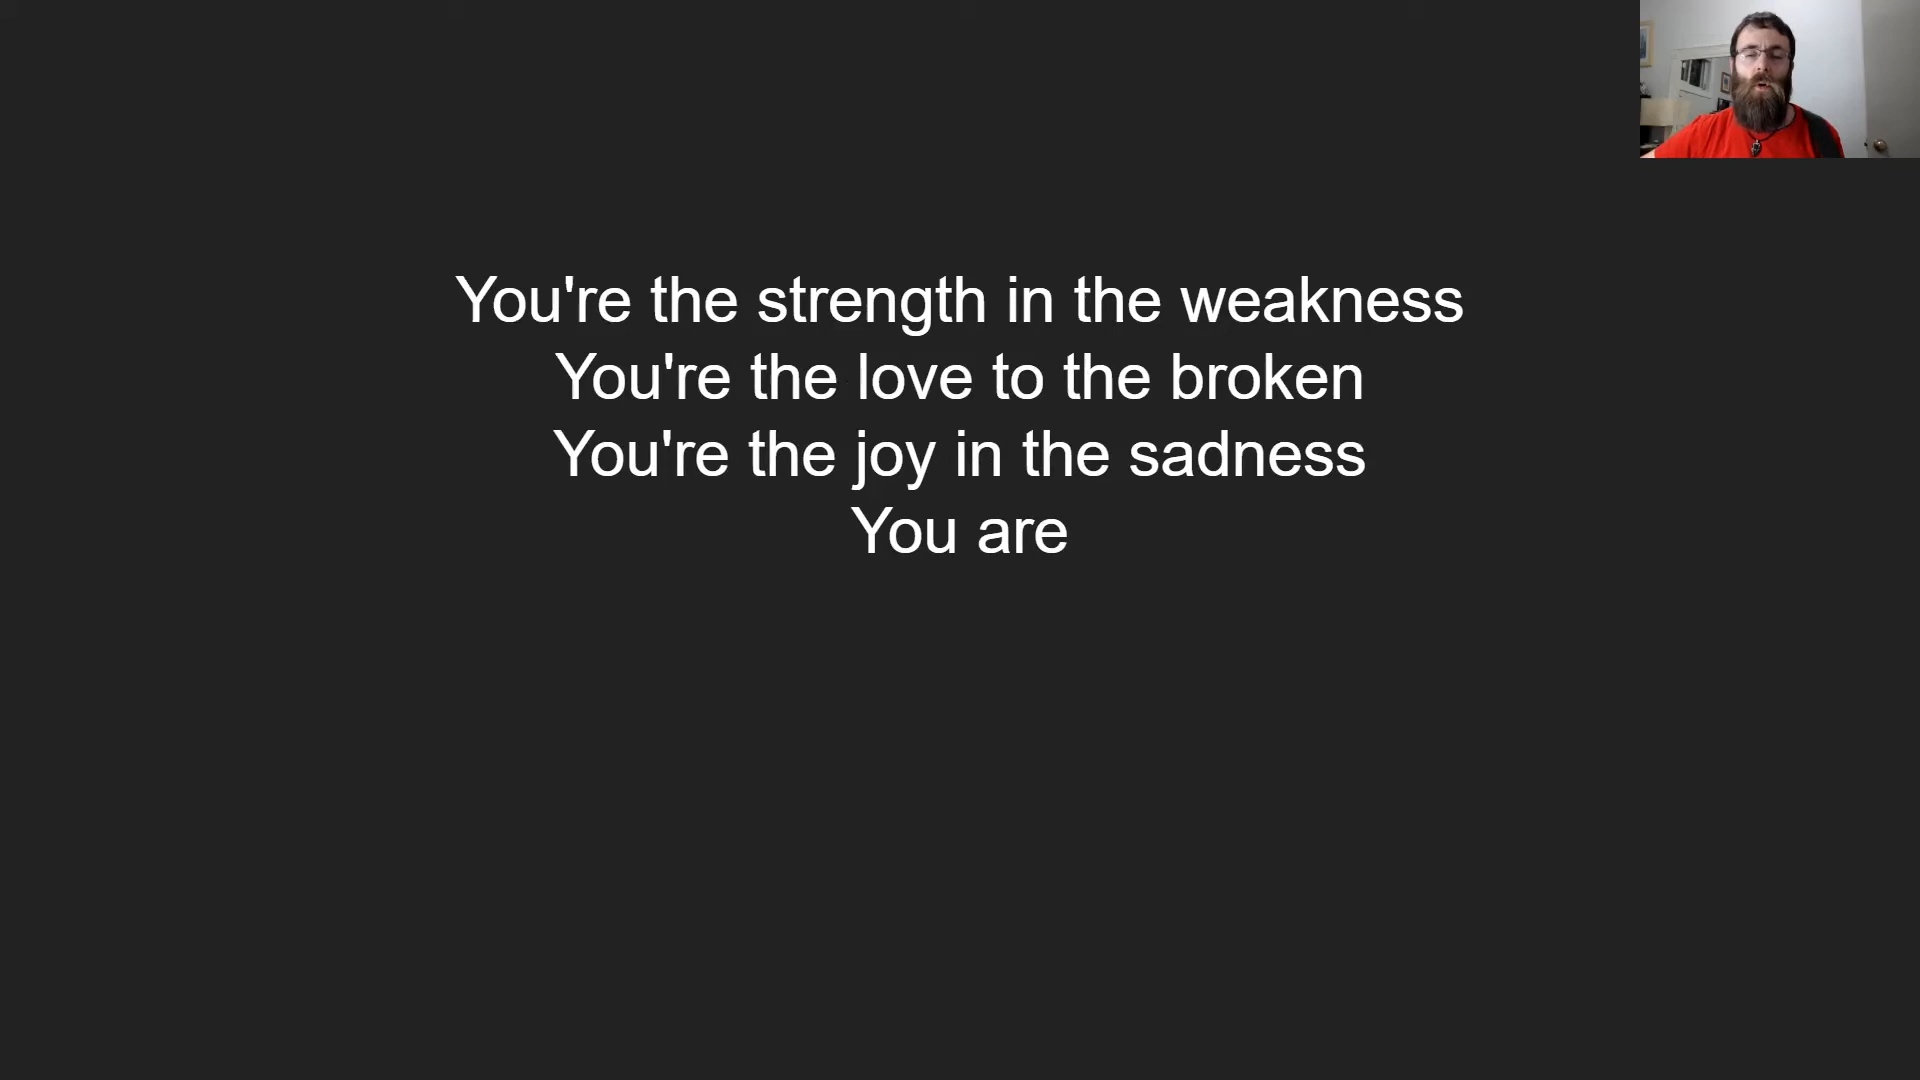 You're the strength in the weakness
You're the love to the broken
You're the joy in the sadness
You are